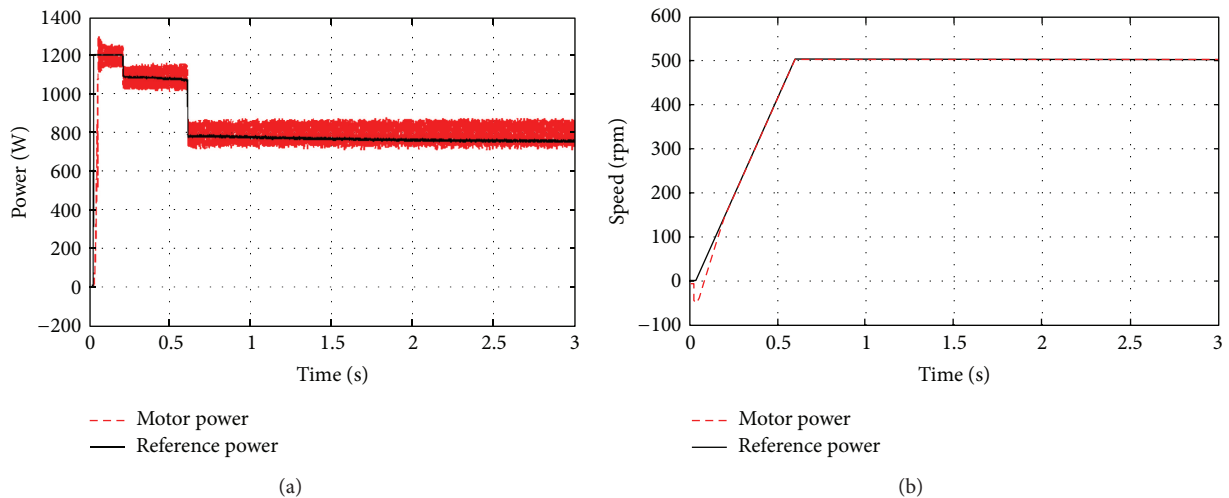 1400
1200
1000
800
600
400
200
0
−200
Power (W)
0 0.5 1 1.5 2 2.5 3
Time (s)
Motor power
Reference power
(a)
600
500
400
300
200
100
0
−100
Speed (rpm)
0 0.5 1 1.5 2 2.5 3
Time (s)
Motor power
Reference power
(b)